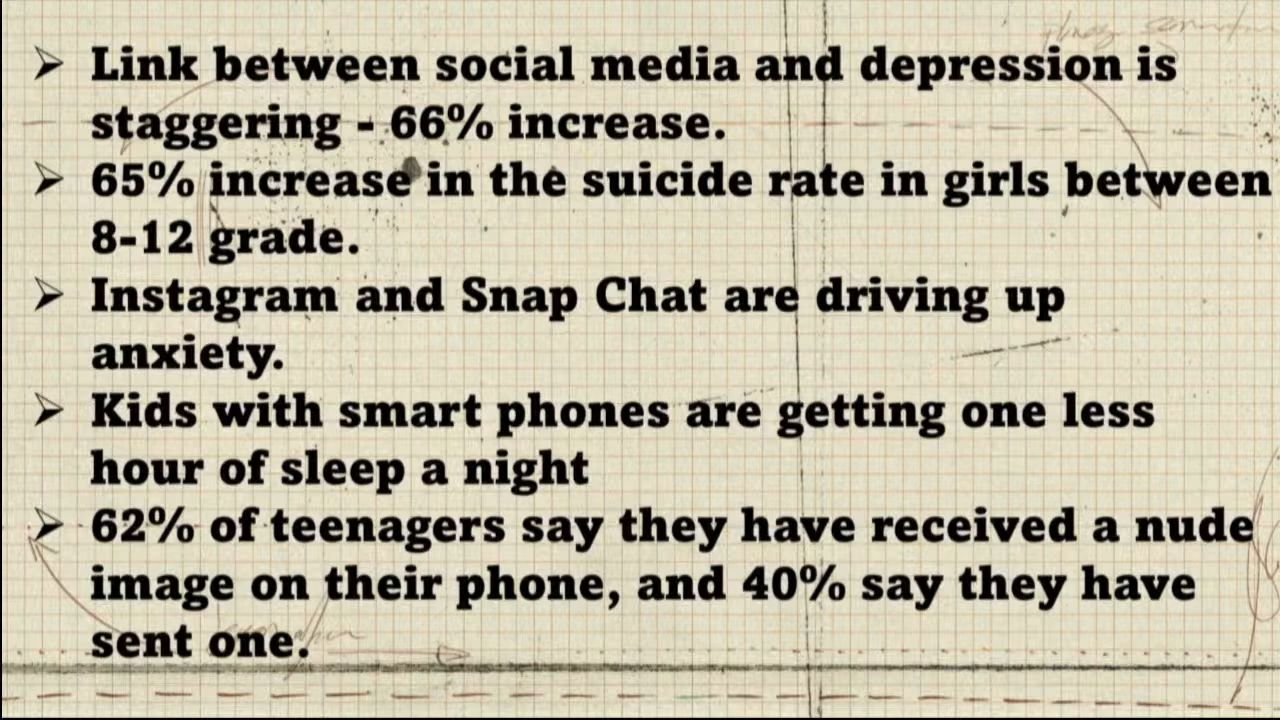 ➢ Link between social media and depression is
staggering - 66% increase.
➢ 65% increase in the suicide rate in girls between
8-12 grade.
➢ Instagram and Snap Chat are driving up
anxiety.
➢ Kids with smart phones are getting one less
hour of sleep a night
➢ 62% of teenagers say they have received a nude
image on their phone, and 40% say they have
sent one.